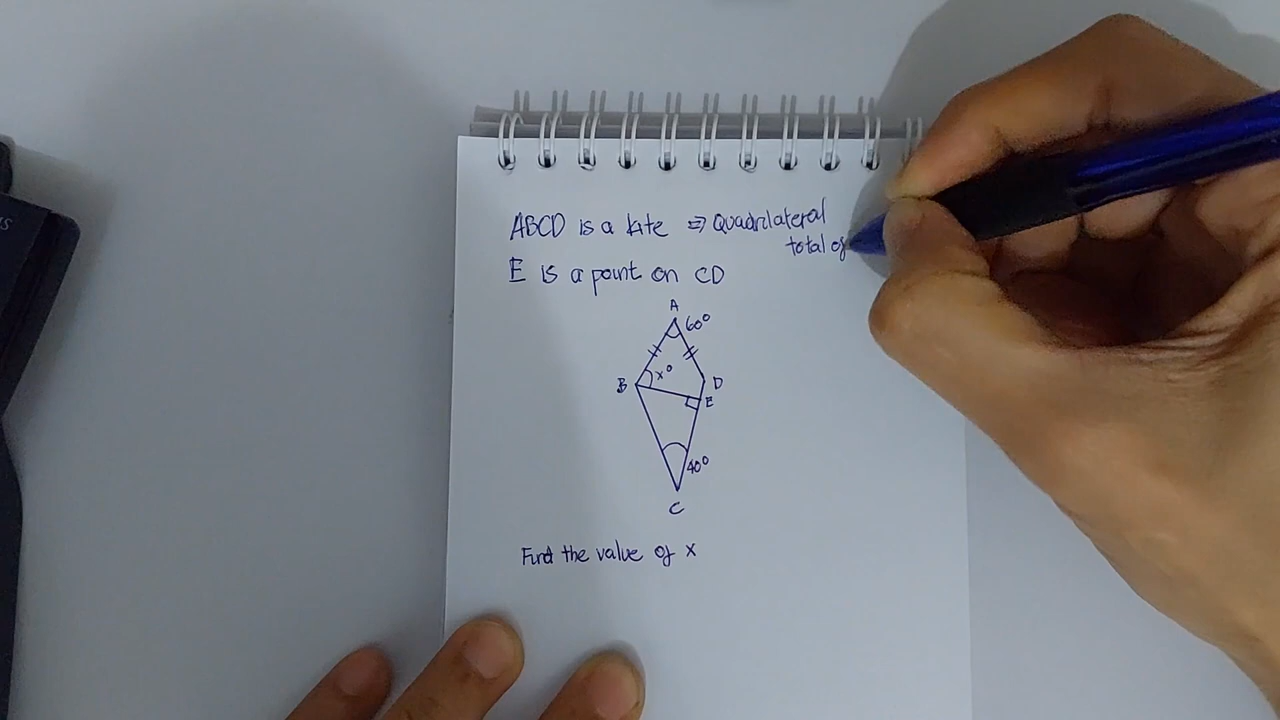 ABCD is a kite ⇒ Quadrilateral
total of
E is a point on CD
A
60°
x°
B
D
E
40°
C
Find the value of x